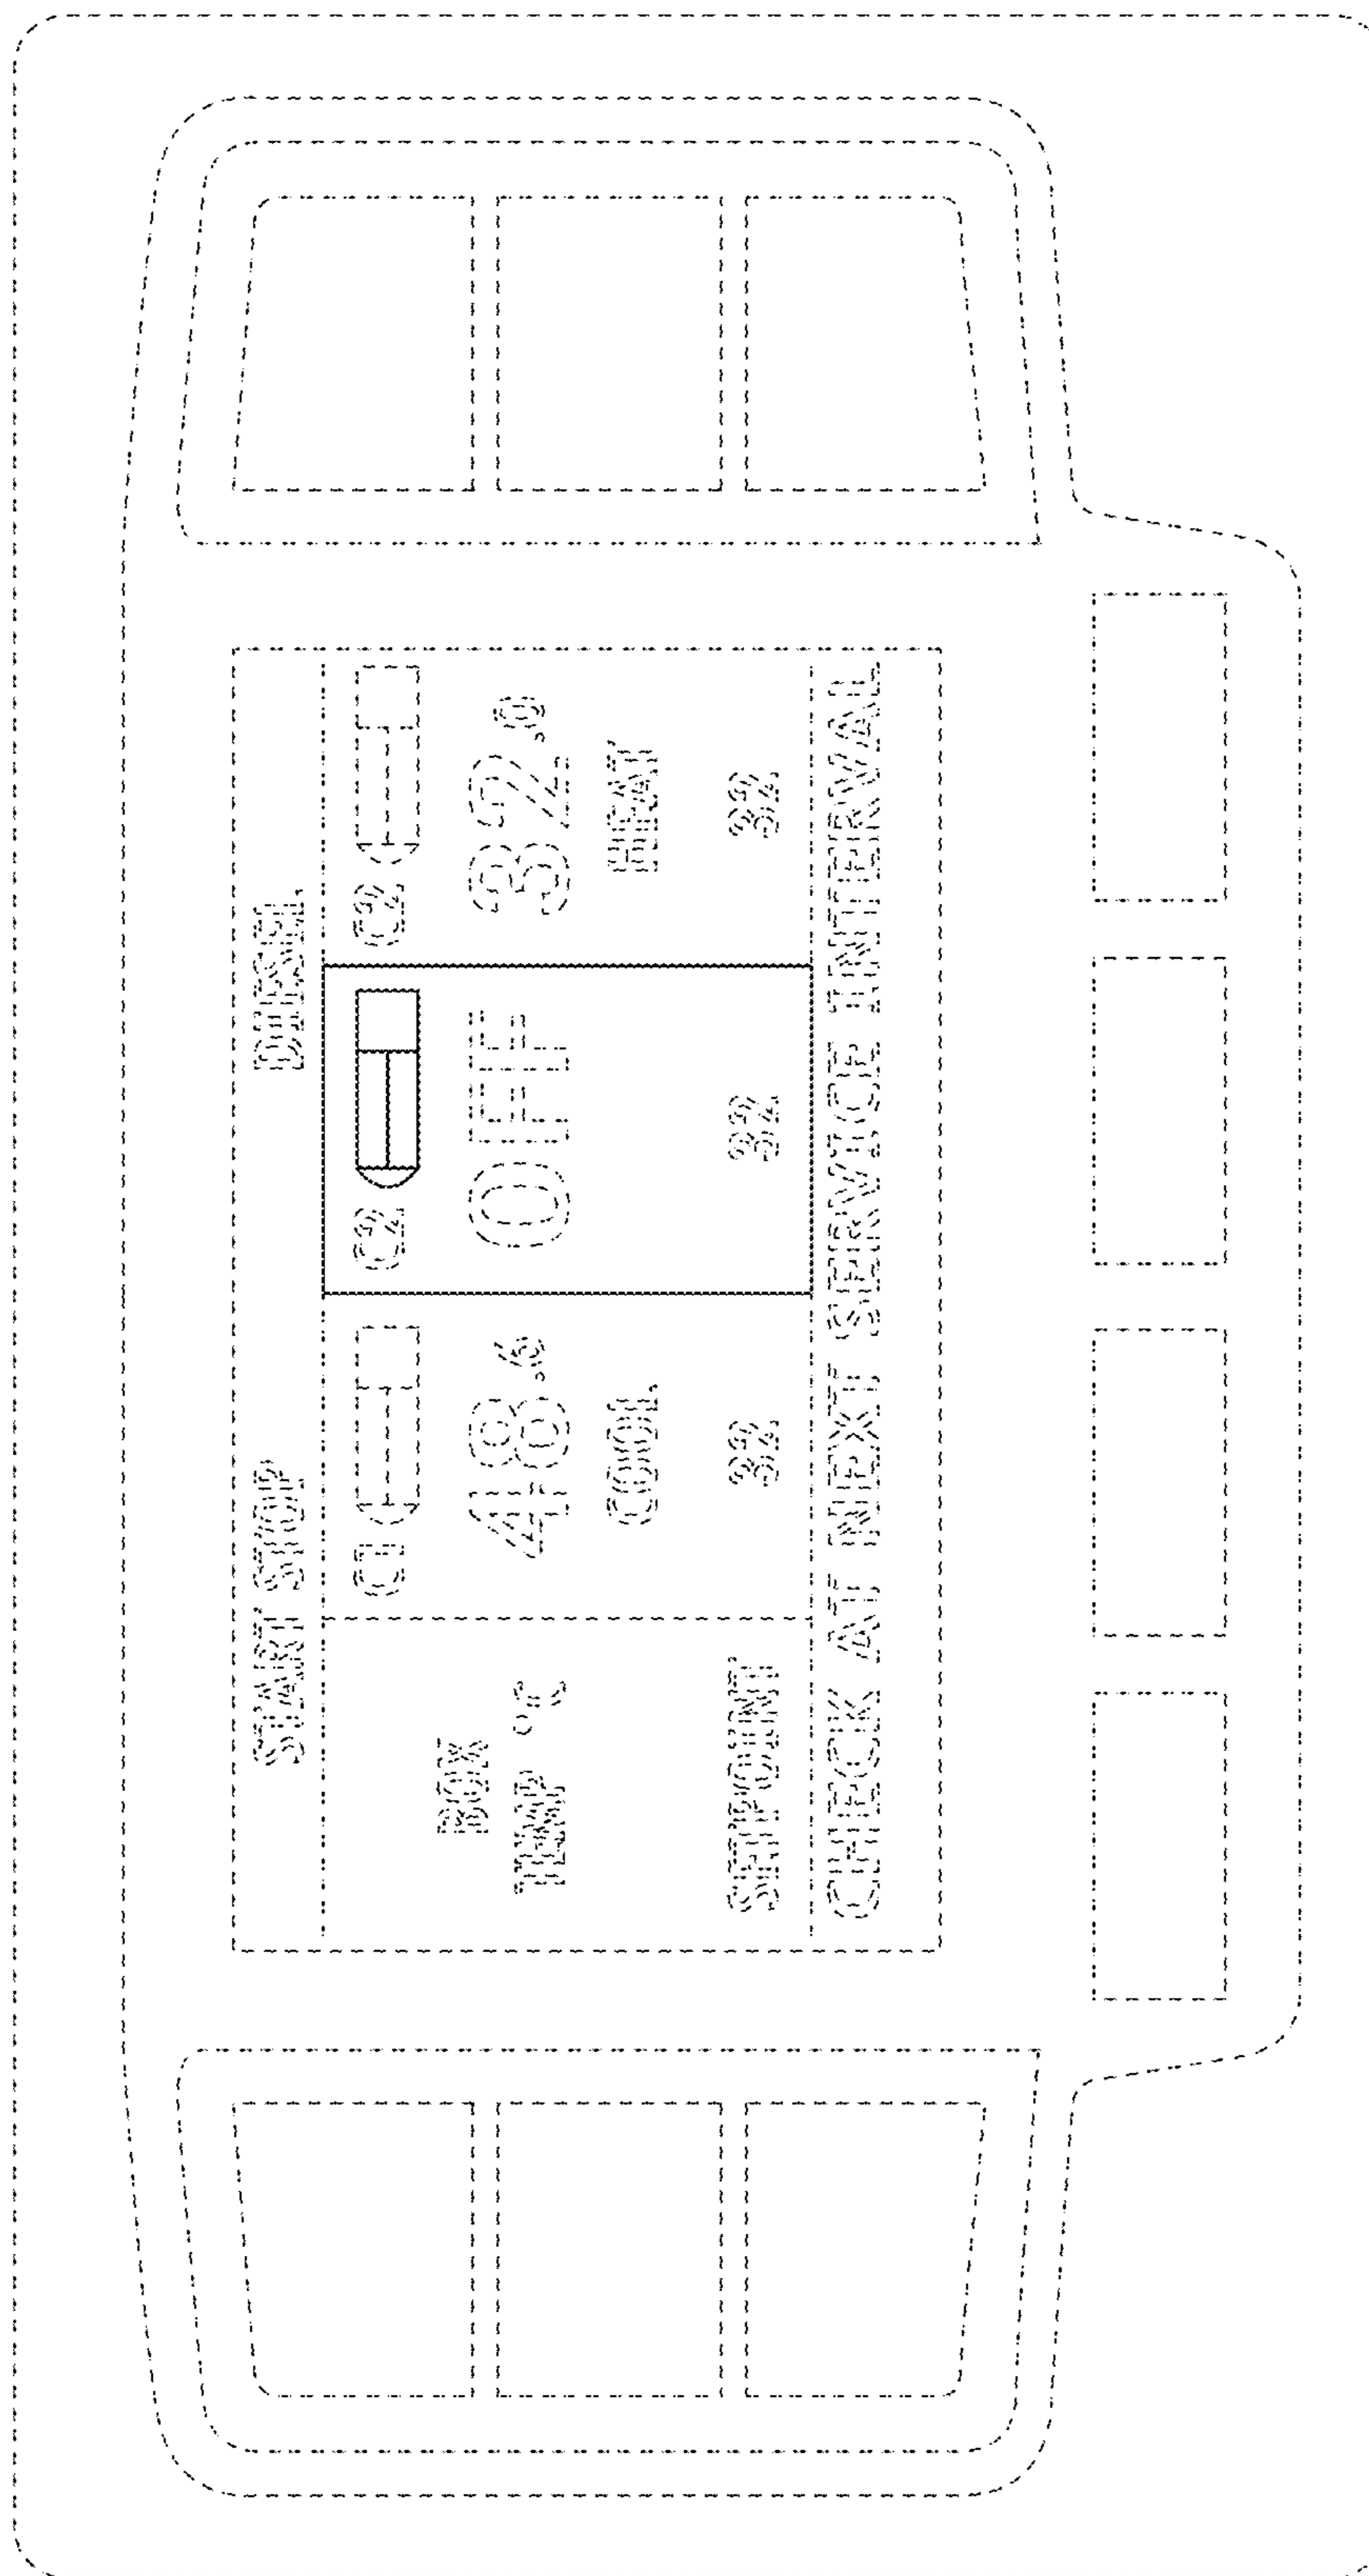 START STOP DIESEL
C1 C2 C2
BOX
TEMP °C 48.6 OFF 32.0
COOL HEAT
SETPOINT 32 32 32
CHECK AT NEXT SERVICE INTERVAL